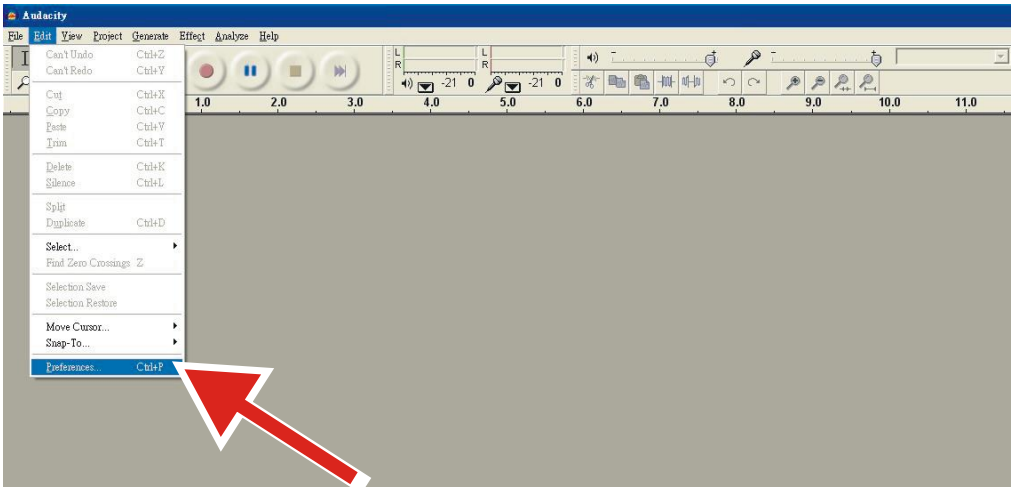 Audacity
File Edit View Project Generate Effect Analyze Help
Can't Undo Ctrl+Z
Can't Redo Ctrl+Y
Cut Ctrl+X
Copy Ctrl+C
Paste Ctrl+V
Trim Ctrl+T
Delete Ctrl+K
Silence Ctrl+L
Split
Duplicate Ctrl+D
Select...
Find Zero Crossings Z
Selection Save
Selection Restore
Move Cursor...
Snap-To...
Preferences... Ctrl+P
L
R
-21 0
L
R
-21 0
1.0 2.0 3.0 4.0 5.0 6.0 7.0 8.0 9.0 10.0 11.0